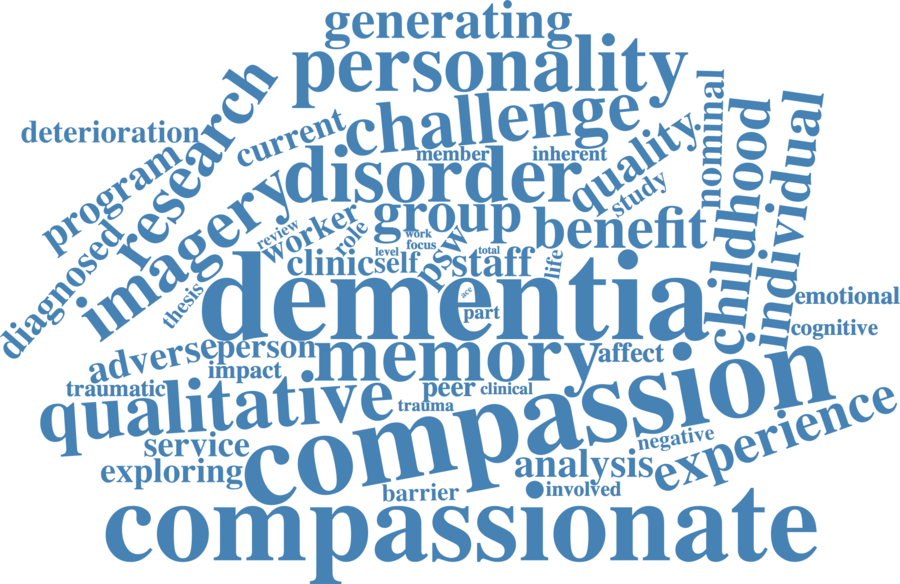 generating
personality
challenge
research
deterioration
current
member
inherent
quality
nominal
childhood
individual
program
disorder
study
imagery
worker
review
role
group
work
focus
benefit
diagnosed
clinic
self
level
psw
total
staff
life
thesis
dementia
ace
part
emotional
cognitive
adverse
person
memory
affect
impact
traumatic
qualitative
peer
clinical
trauma
compassion
service
negative
experience
exploring
analysis
barrier
involved
compassionate